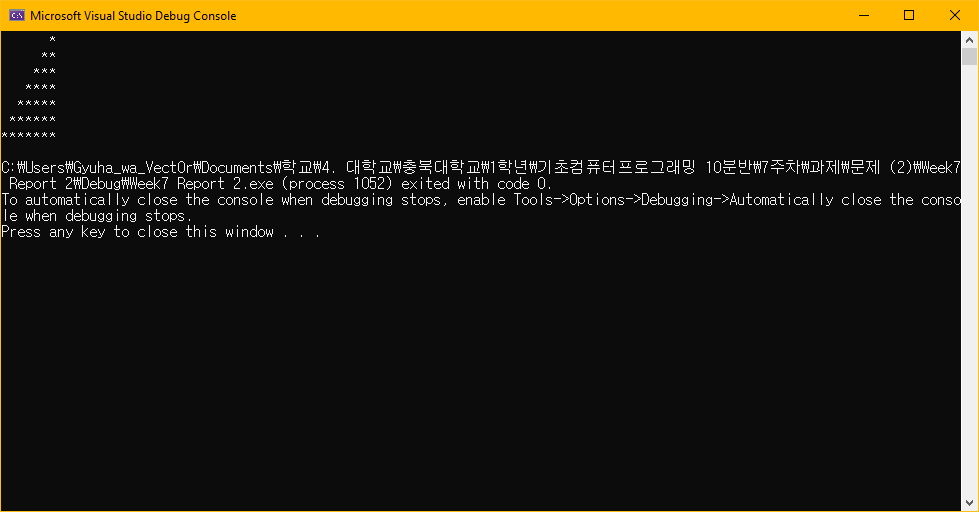 Microsoft Visual Studio Debug Console
      *
     **
    ***
   ****
  *****
 ******
*******
C:₩Users₩Gyuha_wa_VectOr₩Documents₩학교₩4. 대학교₩충북대학교₩1학년₩기초컴퓨터프로그래밍 10분반₩7주차₩과제₩문제 (2)₩Week7
 Report 2₩Debug₩Week7 Report 2.exe (process 1052) exited with code 0.
To automatically close the console when debugging stops, enable Tools->Options->Debugging->Automatically close the conso
le when debugging stops.
Press any key to close this window . . .